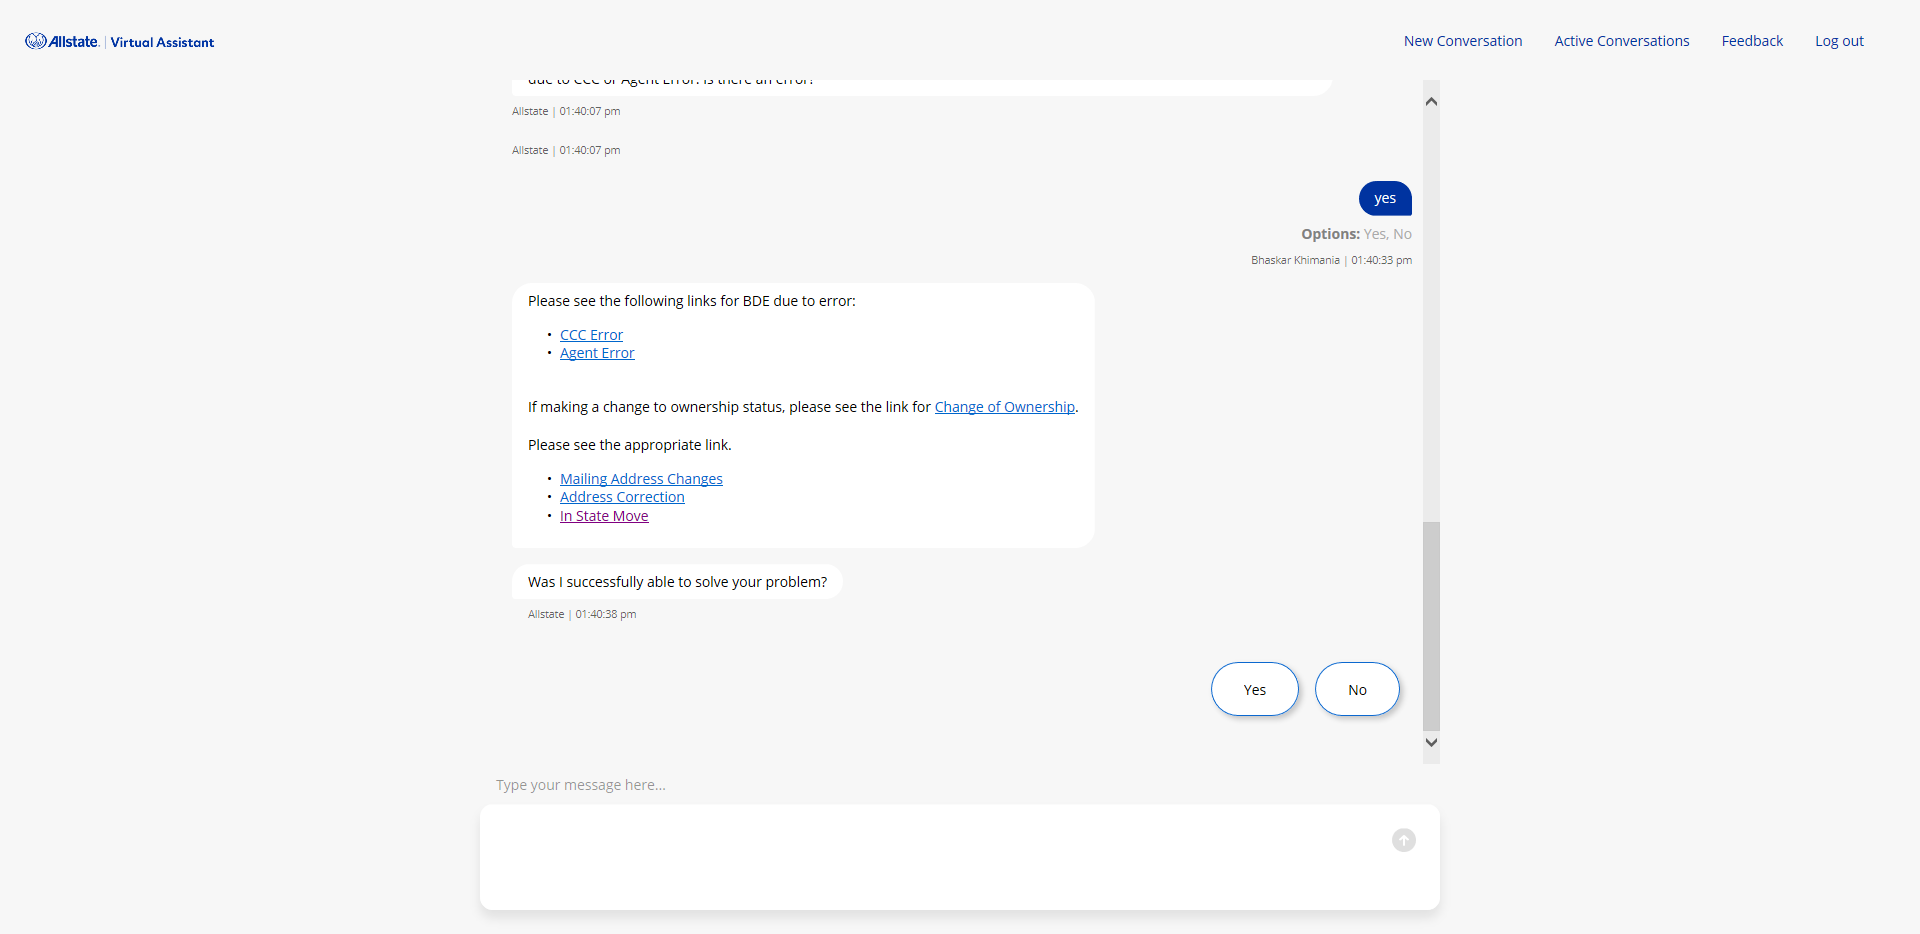 Allstate. | Virtual Assistant
New Conversation Active Conversations Feedback Log out
due to CCC or Agent Error. Is there an error?
Allstate | 01:40:07 pm
Allstate | 01:40:07 pm
yes
Options: Yes, No
Bhaskar Khimania | 01:40:33 pm
Please see the following links for BDE due to error:
• CCC Error
• Agent Error
If making a change to ownership status, please see the link for Change of Ownership.
Please see the appropriate link.
• Mailing Address Changes
• Address Correction
• In State Move
Was I successfully able to solve your problem?
Allstate | 01:40:38 pm
Yes No
Type your message here...